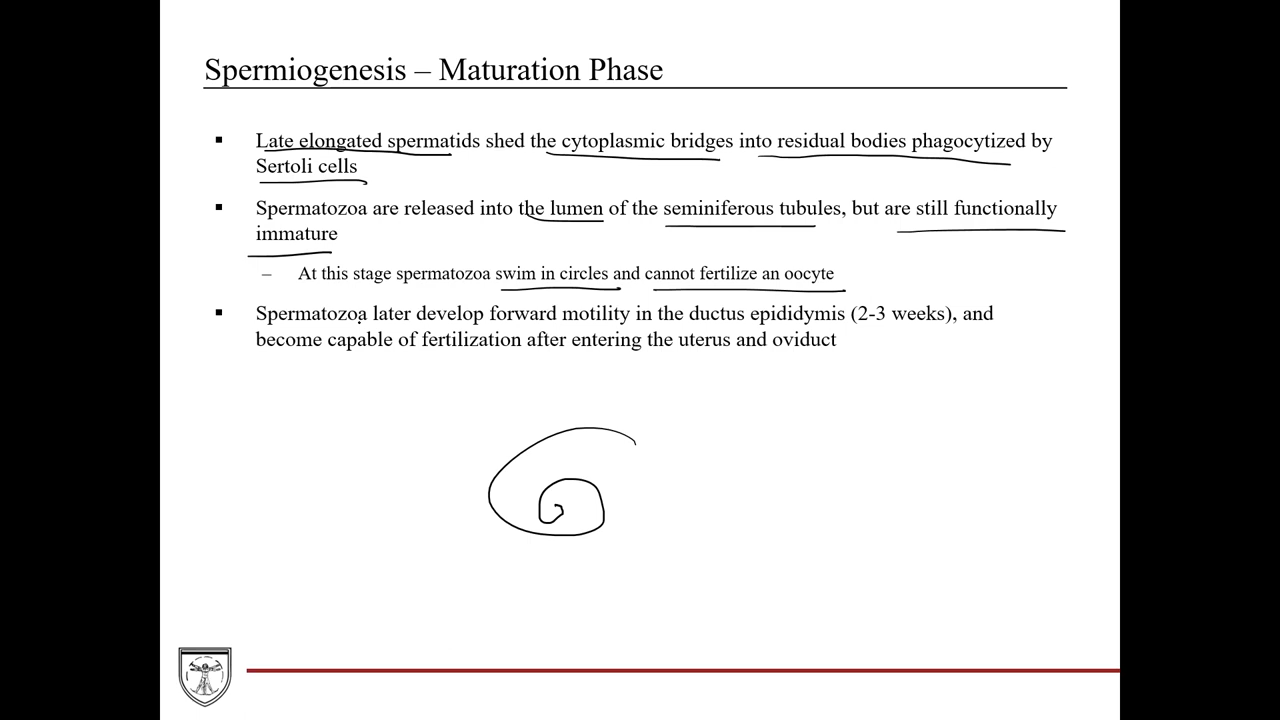 Spermiogenesis – Maturation Phase
▪ Late elongated spermatids shed the cytoplasmic bridges into residual bodies phagocytized by
Sertoli cells
▪ Spermatozoa are released into the lumen of the seminiferous tubules, but are still functionally
immature
– At this stage spermatozoa swim in circles and cannot fertilize an oocyte
▪ Spermatozoa later develop forward motility in the ductus epididymis (2-3 weeks), and
become capable of fertilization after entering the uterus and oviduct